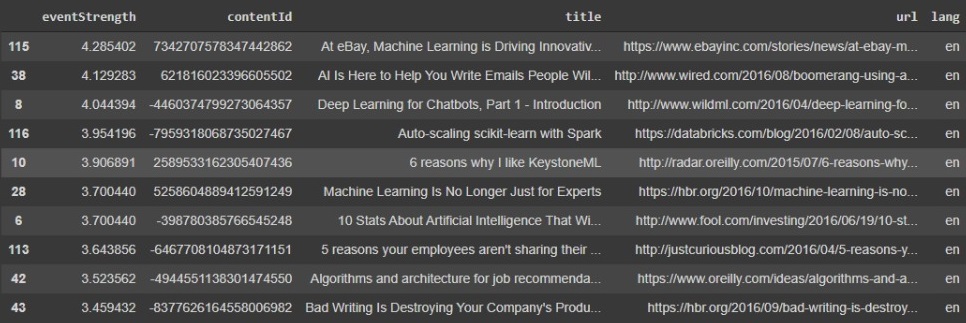 eventStrength contentId title url lang
115 4.285402 7342707578347442862 At eBay, Machine Learning is Driving Innovativ... https://www.ebayinc.com/stories/news/at-ebay-m... en
38 4.129283 621816023396605502 AI Is Here to Help You Write Emails People Wil... http://www.wired.com/2016/08/boomerang-using-a... en
8 4.044394 -4460374799273064357 Deep Learning for Chatbots, Part 1 - Introduction http://www.wildml.com/2016/04/deep-learning-fo... en
116 3.954196 -7959318068735027467 Auto-scaling scikit-learn with Spark https://databricks.com/blog/2016/02/08/auto-sc... en
10 3.906891 2589533162305407436 6 reasons why I like KeystoneML http://radar.oreilly.com/2015/07/6-reasons-why... en
28 3.700440 5258604889412591249 Machine Learning Is No Longer Just for Experts https://hbr.org/2016/10/machine-learning-is-no... en
6 3.700440 -398780385766545248 10 Stats About Artificial Intelligence That Wi... http://www.fool.com/investing/2016/06/19/10-st... en
113 3.643856 -6467708104873171151 5 reasons your employees aren't sharing their ... http://justcuriousblog.com/2016/04/5-reasons-y... en
42 3.523562 -4944551138301474550 Algorithms and architecture for job recommenda... https://www.oreilly.com/ideas/algorithms-and-a... en
43 3.459432 -8377626164558006982 Bad Writing Is Destroying Your Company's Produ... https://hbr.org/2016/09/bad-writing-is-destroy... en